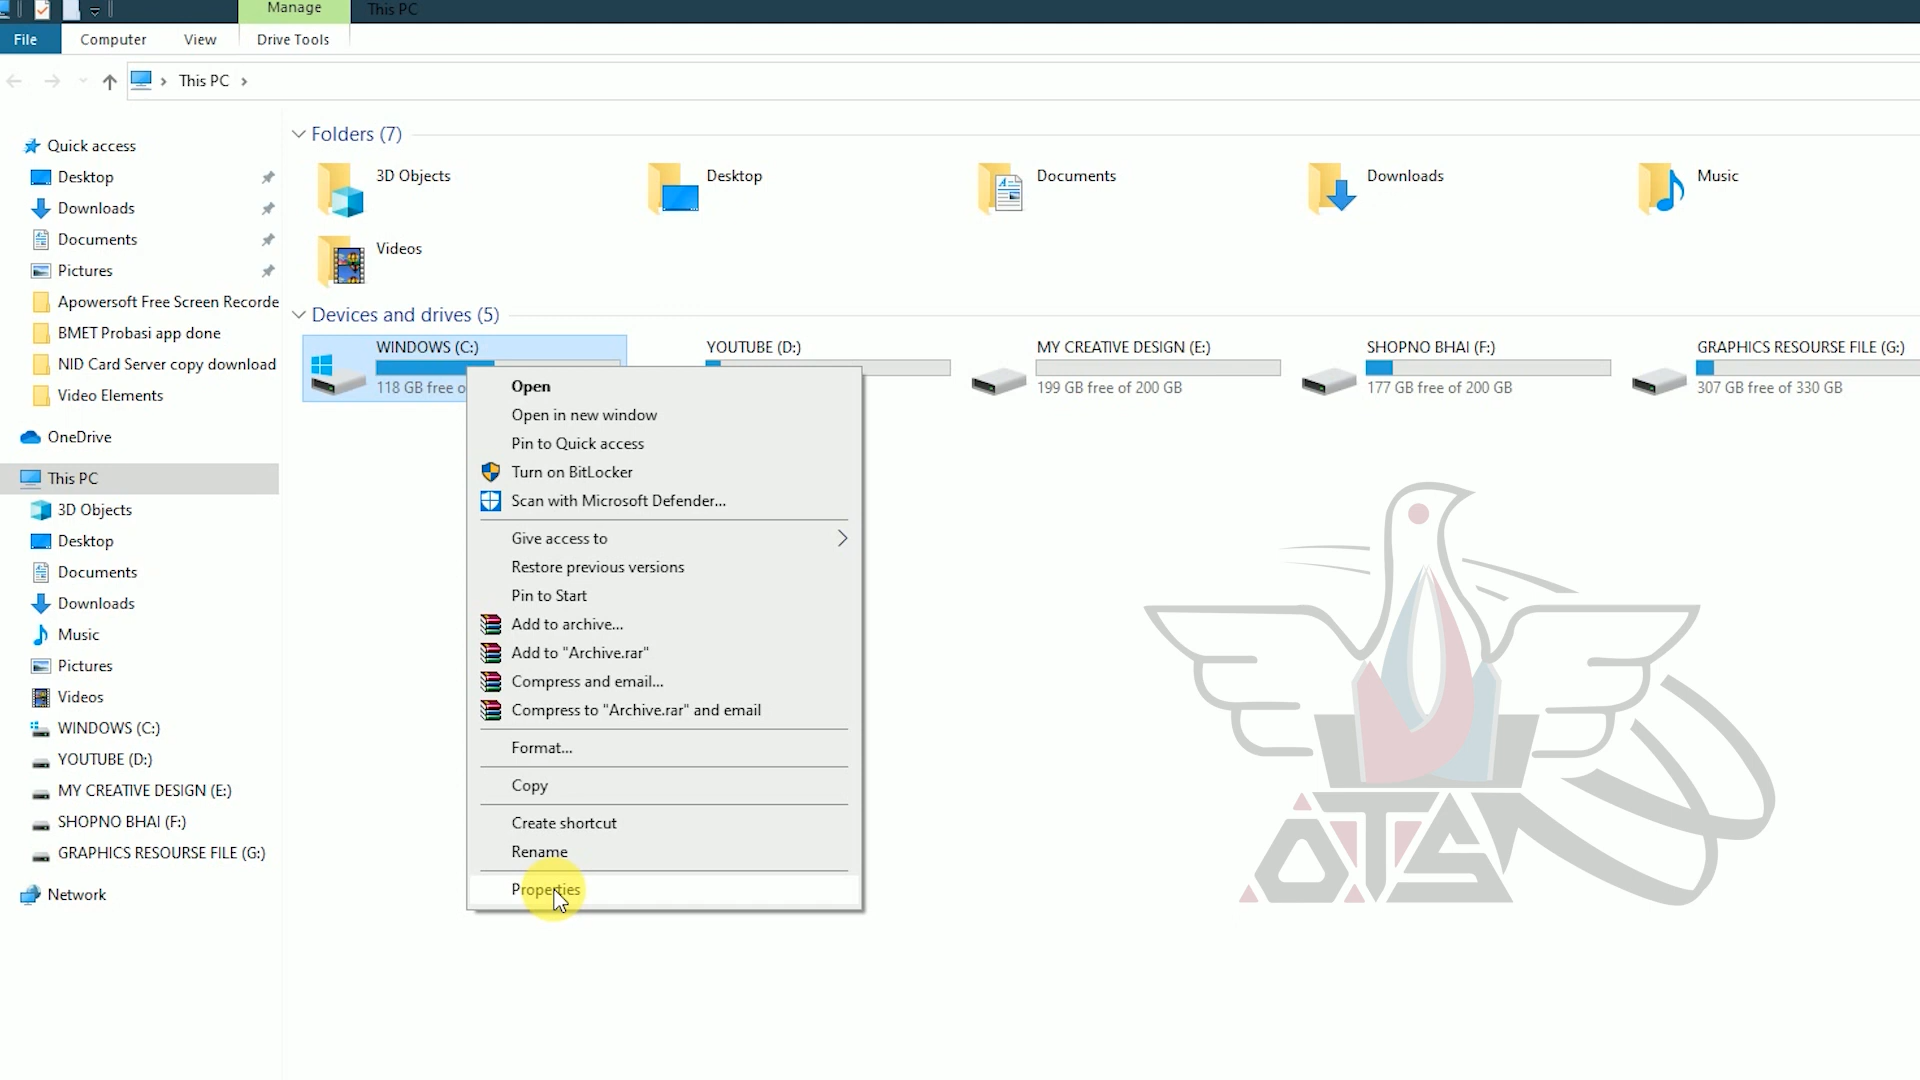 Manage
This PC
File
Computer
View
Drive Tools
This PC
Quick access
Desktop
Downloads
Documents
Pictures
Apowersoft Free Screen Recorde
BMET Probasi app done
NID Card Server copy download
Video Elements
OneDrive
This PC
3D Objects
Desktop
Documents
Downloads
Music
Pictures
Videos
WINDOWS (C:)
YOUTUBE (D:)
MY CREATIVE DESIGN (E:)
SHOPNO BHAI (F:)
GRAPHICS RESOURSE FILE (G:)
Network
Folders (7)
3D Objects
Desktop
Documents
Downloads
Music
Videos
Devices and drives (5)
WINDOWS (C:)
118 GB free o
YOUTUBE (D:)
MY CREATIVE DESIGN (E:)
199 GB free of 200 GB
SHOPNO BHAI (F:)
177 GB free of 200 GB
GRAPHICS RESOURSE FILE (G:)
307 GB free of 330 GB
Open
Open in new window
Pin to Quick access
Turn on BitLocker
Scan with Microsoft Defender...
Give access to
Restore previous versions
Pin to Start
Add to archive...
Add to "Archive.rar"
Compress and email...
Compress to "Archive.rar" and email
Format...
Copy
Create shortcut
Rename
Properties
OTS